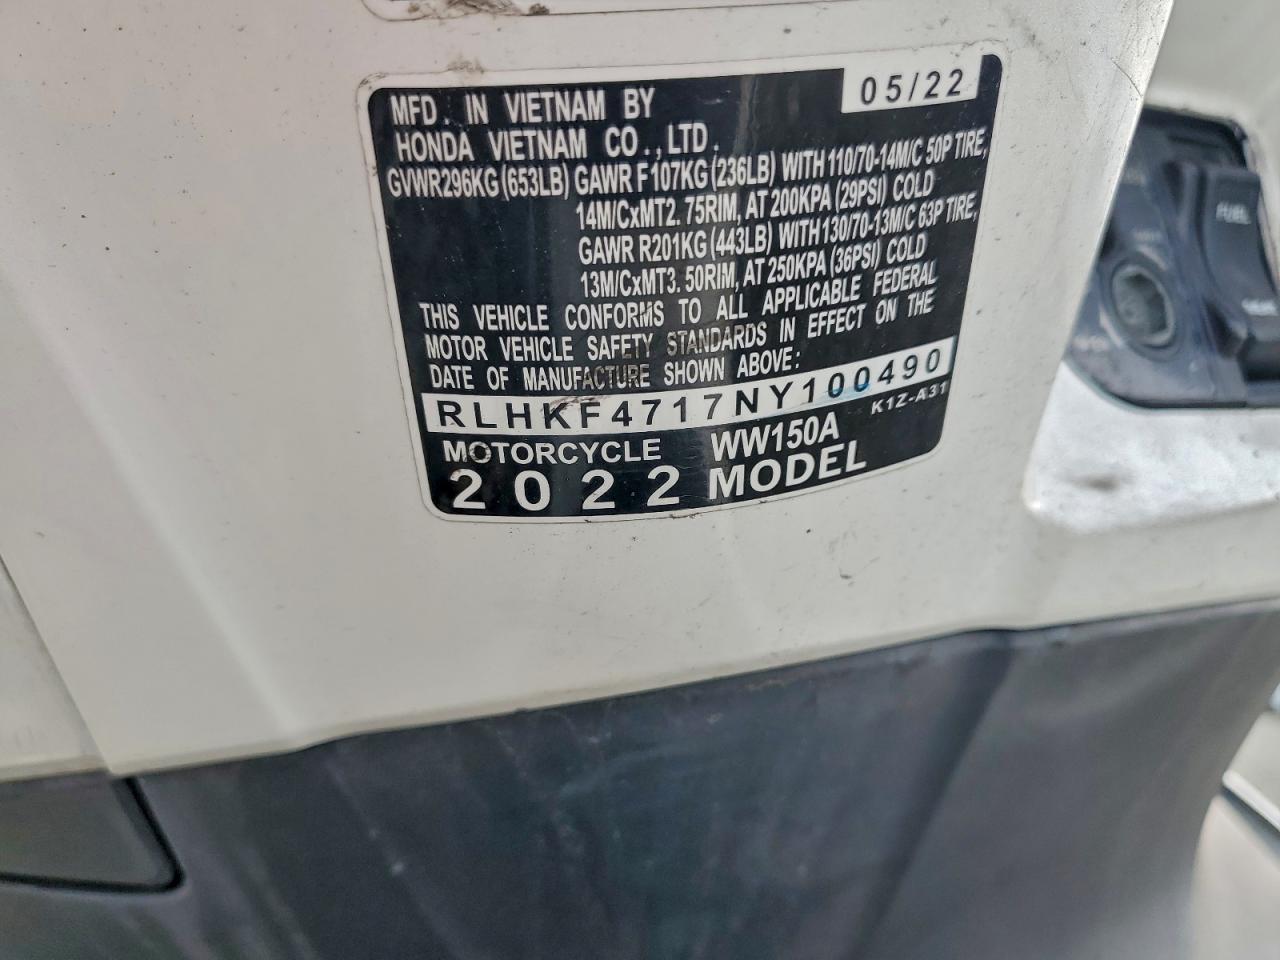 05/22
MFD. IN VIETNAM BY
HONDA VIETNAM CO., LTD.
GVWR296KG (653LB) GAWR F107KG (236LB) WITH 110/70-14M/C 50P TIRE,
14M/CxMT2.75RIM, AT 200KPA (29PSI) COLD
GAWR R201KG (443LB) WITH 130/70-13M/C 63P TIRE,
13M/CxMT3.50RIM, AT 250KPA (36PSI) COLD
THIS VEHICLE CONFORMS TO ALL APPLICABLE FEDERAL
MOTOR VEHICLE SAFETY STANDARDS IN EFFECT ON THE
DATE OF MANUFACTURE SHOWN ABOVE:
RLHKF4717NY100490
K1Z-A31
MOTORCYCLE WW150A
2022 MODEL
FUEL